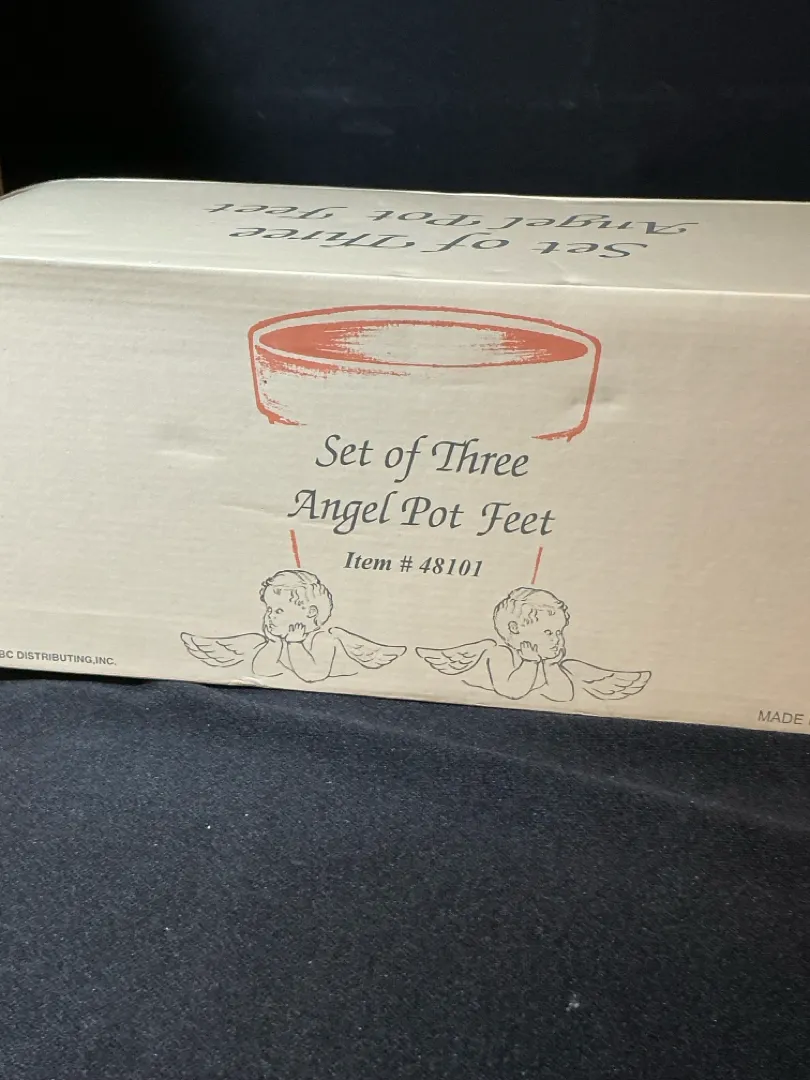 Set of Three
Angel Pot Feet
Set of Three
Angel Pot Feet
Item # 48101
BC DISTRIBUTING,INC.
MADE